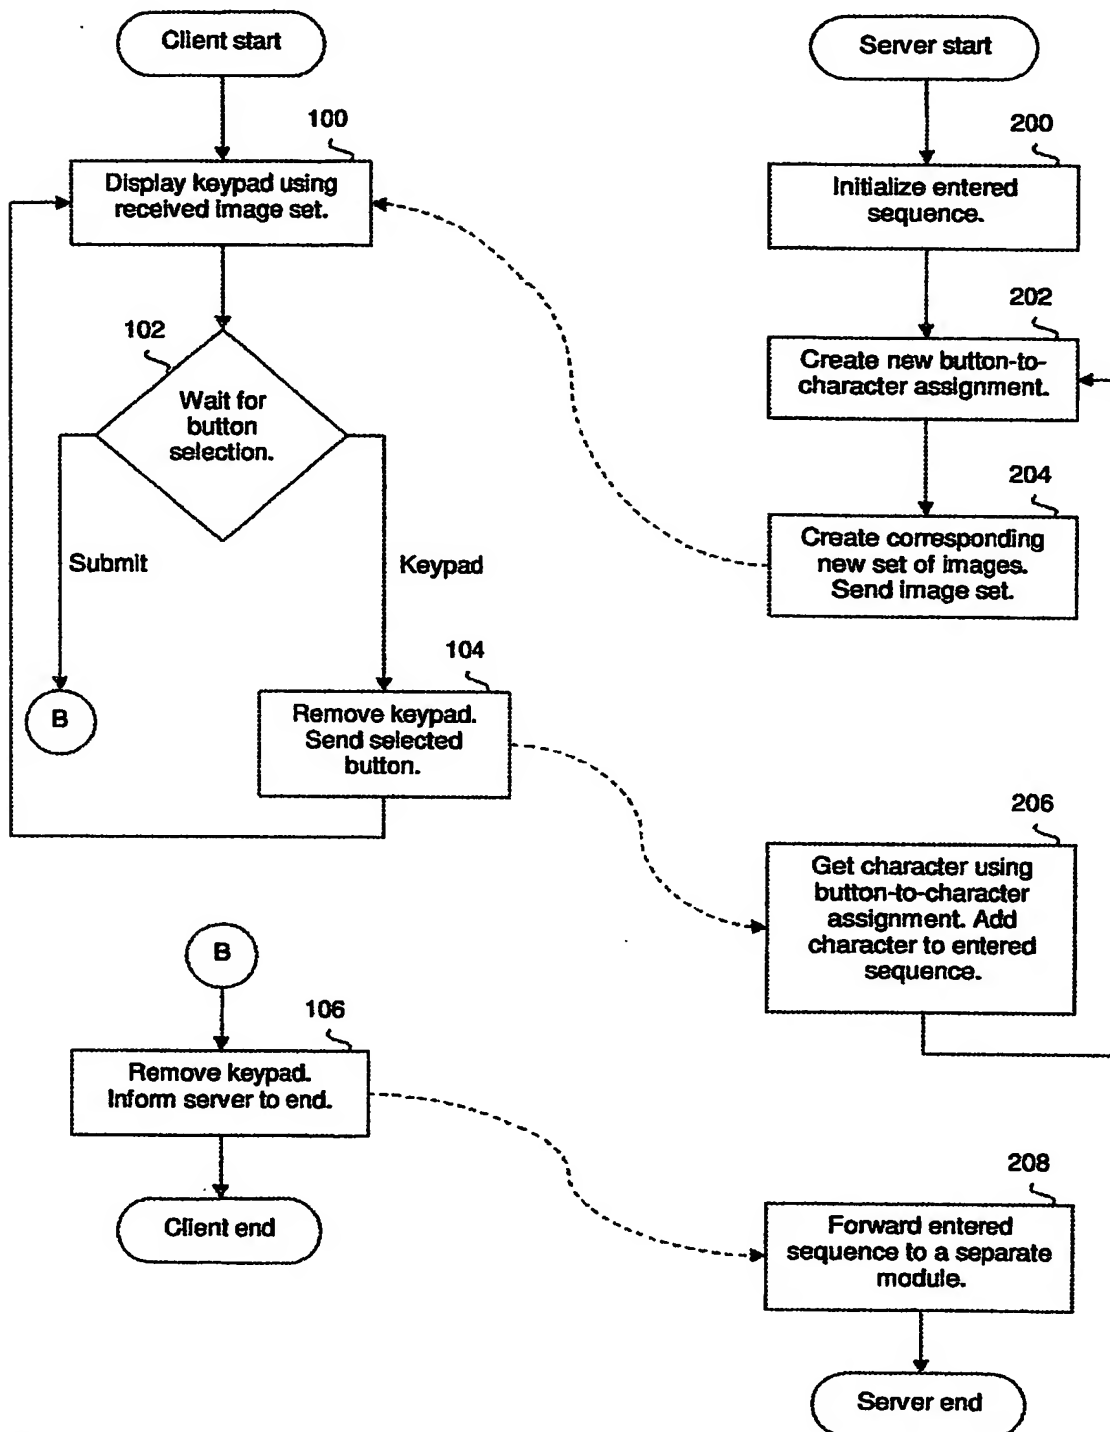 Client start
100
Display keypad using
received image set.
102
Wait for
button
selection.
Submit
Keypad
B
104
Remove keypad.
Send selected
button.
B
106
Remove keypad.
Inform server to end.
Client end
Server start
200
Initialize entered
sequence.
202
Create new button-to-
character assignment.
204
Create corresponding
new set of images.
Send image set.
206
Get character using
button-to-character
assignment. Add
character to entered
sequence.
208
Forward entered
sequence to a separate
module.
Server end